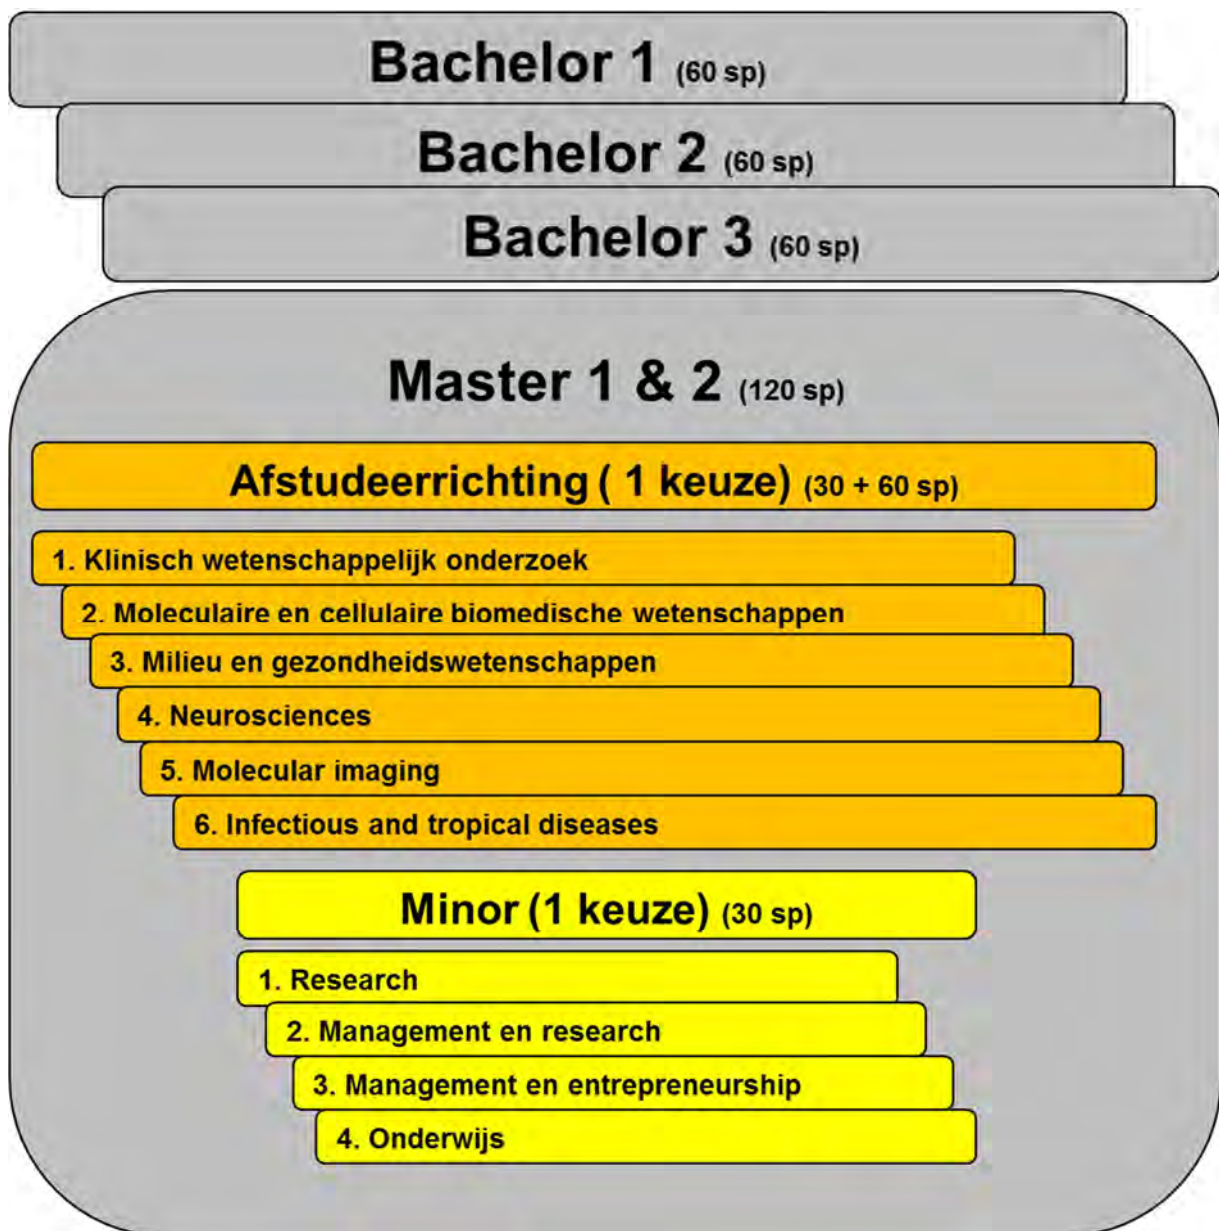 Bachelor 1 (60 sp)
Bachelor 2 (60 sp)
Bachelor 3 (60 sp)
Master 1 & 2 (120 sp)
Afstudeerrichting ( 1 keuze) (30 + 60 sp)
1. Klinisch wetenschappelijk onderzoek
2. Moleculaire en cellulaire biomedische wetenschappen
3. Milieu en gezondheidswetenschappen
4. Neurosciences
5. Molecular imaging
6. Infectious and tropical diseases
Minor (1 keuze) (30 sp)
1. Research
2. Management en research
3. Management en entrepreneurship
4. Onderwijs